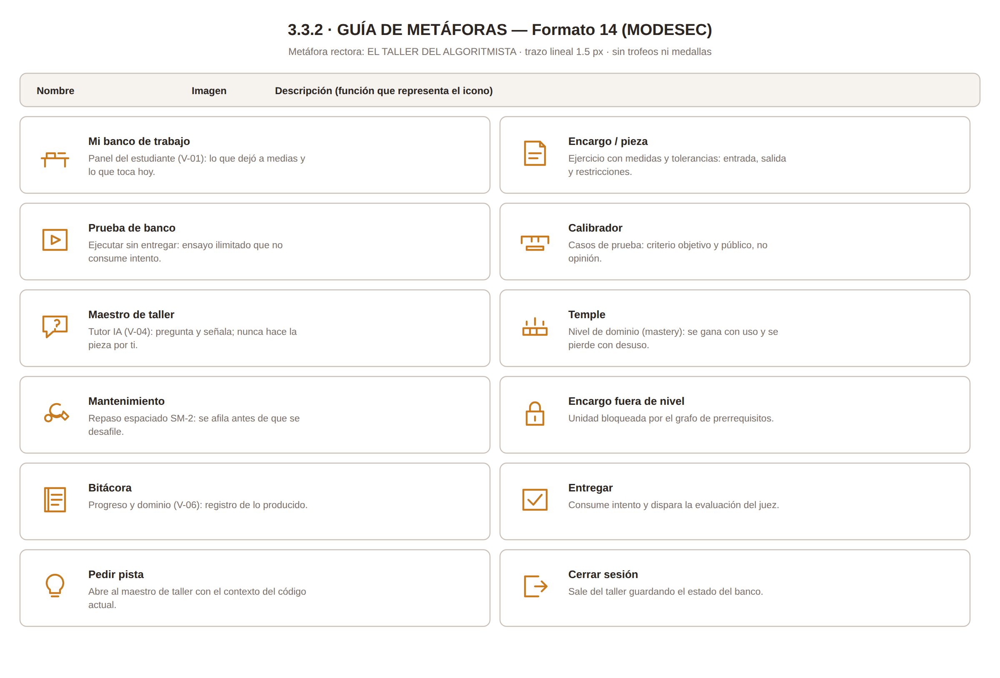 3.3.2 · GUÍA DE METÁFORAS — Formato 14 (MODESEC)
Metáfora rectora: EL TALLER DEL ALGORITMISTA · trazo lineal 1.5 px · sin trofeos ni medallas
Nombre Imagen Descripción (función que representa el icono)
Mi banco de trabajo
Panel del estudiante (V-01): lo que dejó a medias y
lo que toca hoy.
Encargo / pieza
Ejercicio con medidas y tolerancias: entrada, salida
y restricciones.
Prueba de banco
Ejecutar sin entregar: ensayo ilimitado que no
consume intento.
Calibrador
Casos de prueba: criterio objetivo y público, no
opinión.
Maestro de taller
Tutor IA (V-04): pregunta y señala; nunca hace la
pieza por ti.
Temple
Nivel de dominio (mastery): se gana con uso y se
pierde con desuso.
Mantenimiento
Repaso espaciado SM-2: se afila antes de que se
desafile.
Encargo fuera de nivel
Unidad bloqueada por el grafo de prerrequisitos.
Bitácora
Progreso y dominio (V-06): registro de lo producido.
Entregar
Consume intento y dispara la evaluación del juez.
Pedir pista
Abre al maestro de taller con el contexto del código
actual.
Cerrar sesión
Sale del taller guardando el estado del banco.